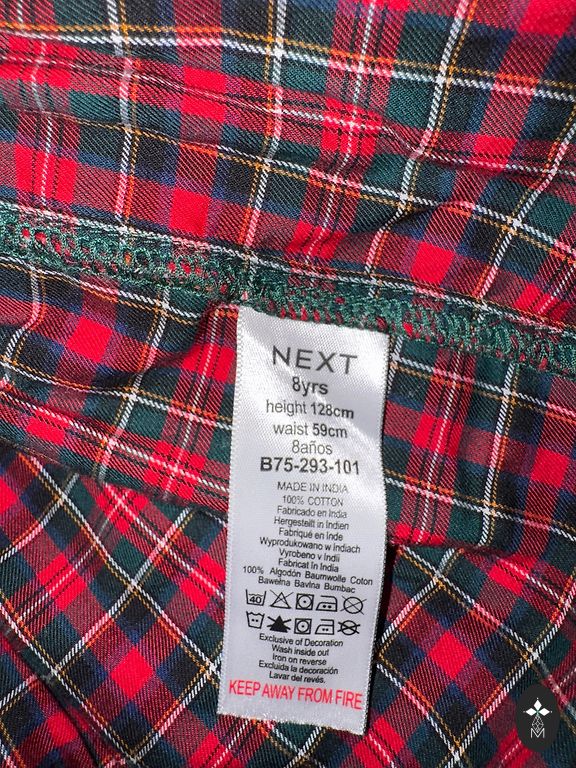 NEXT
8yrs
height 128cm
waist 59cm
8años
B75-293-101
MADE IN INDIA
100% COTTON
Fabricado en India
Hergestellt in Indien
Fabriqué en Inde
Wyprodukowano w Indiach
Vyrobeno v Indii
Fabricat în India
100% Algodón Baumwolle Coton
Bawełna Bavlna Bumbac
40
Exclusive of Decoration
Wash inside out
Iron on reverse
Excluida la decoración
Lavar del revés.
KEEP AWAY FROM FIRE
M